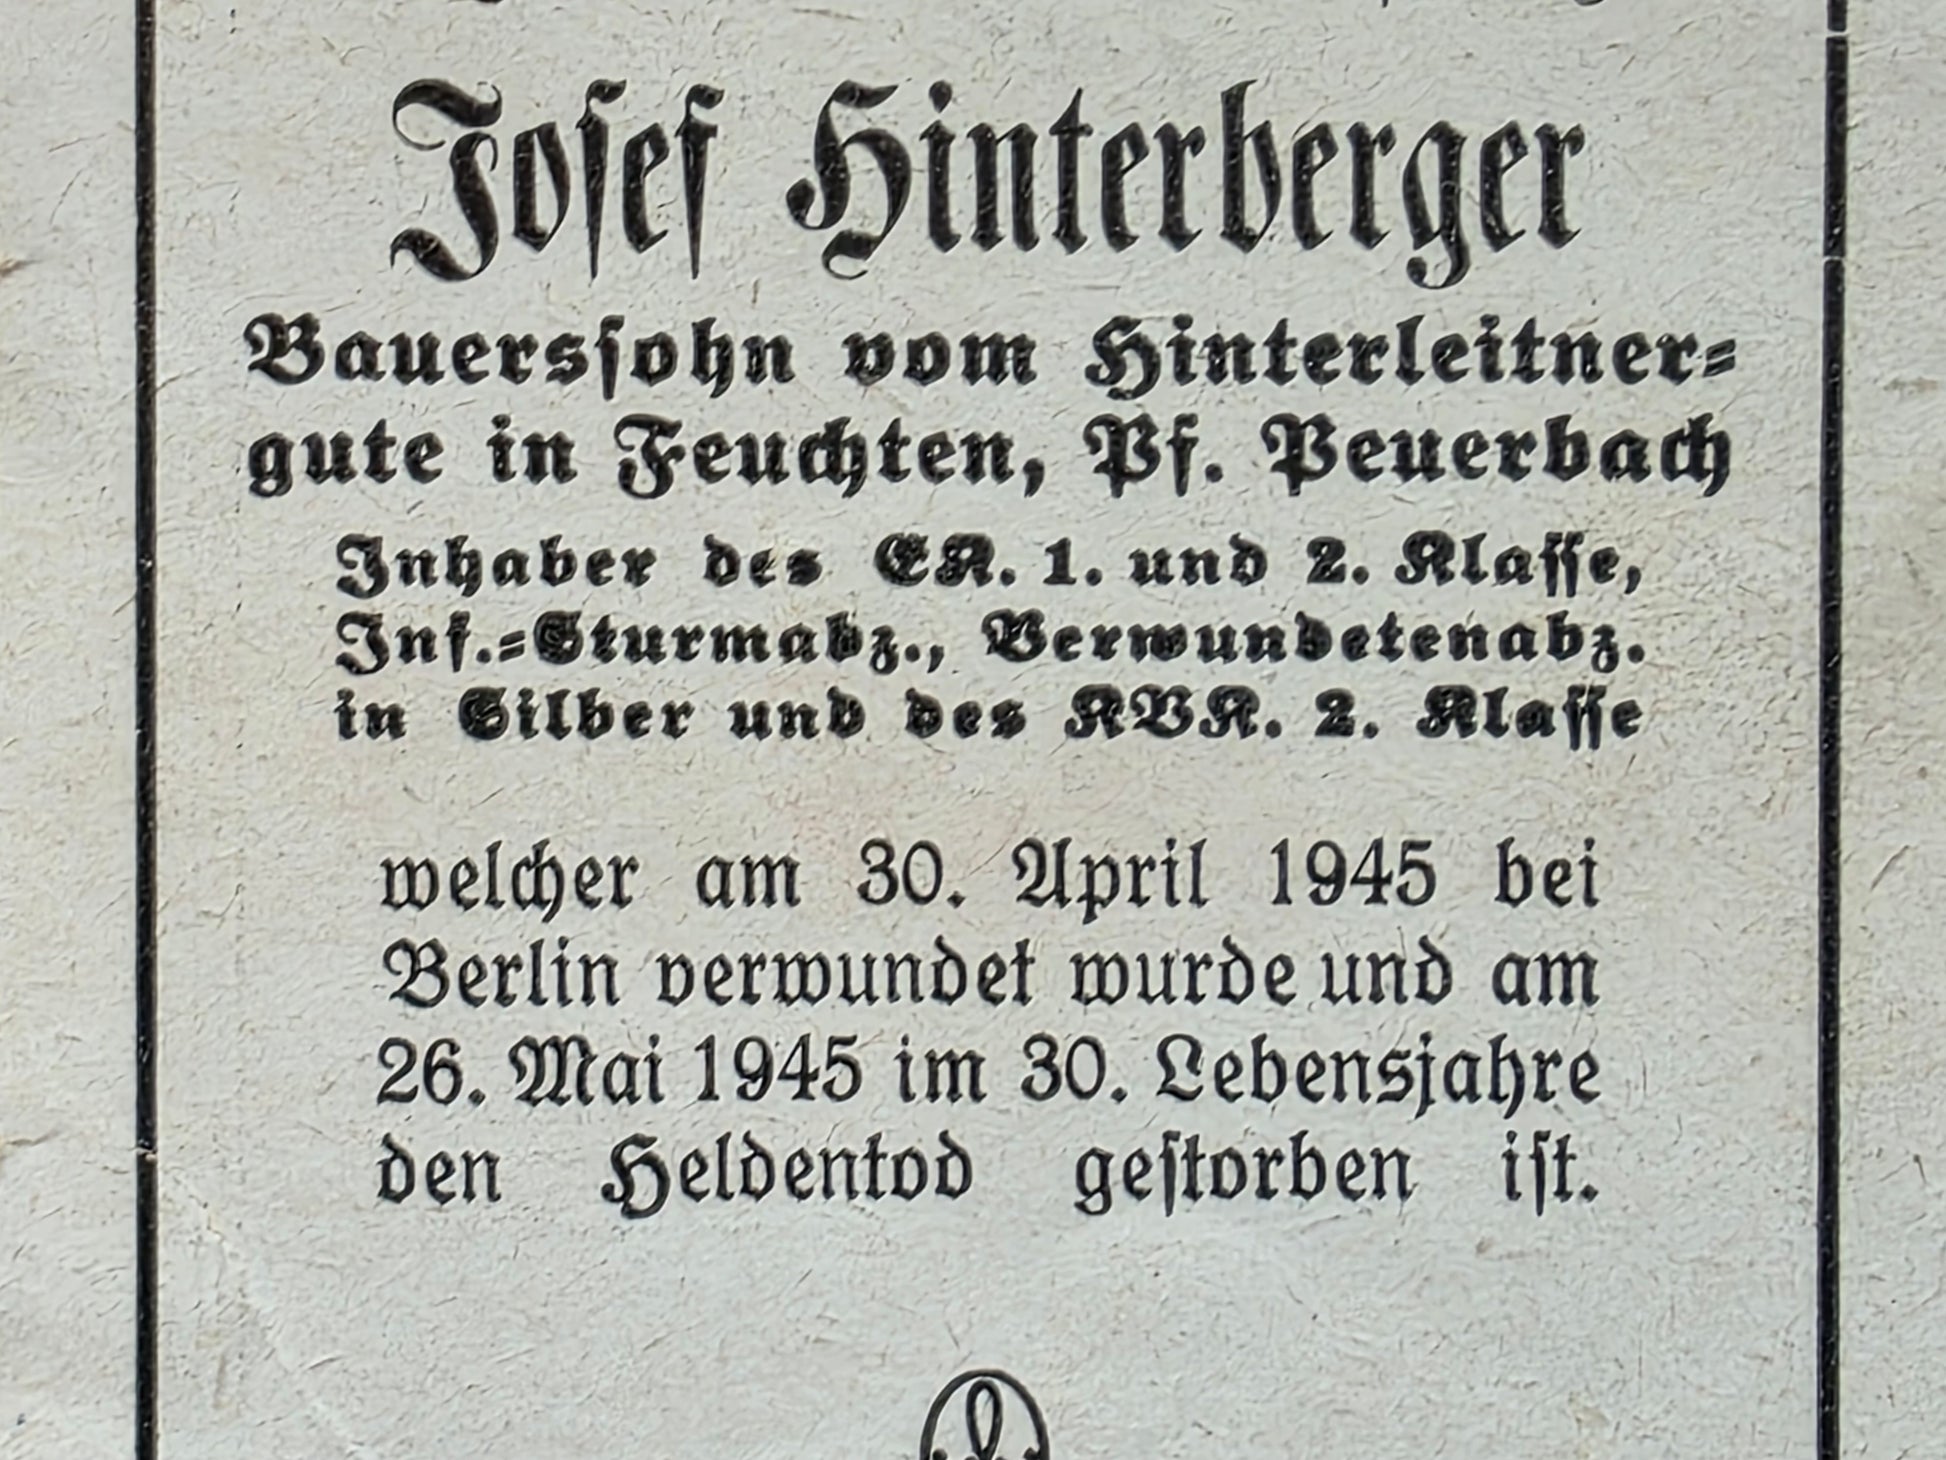 Josef Hinterberger
Bauerssohn vom Hinterleitner=
gute in Feuchten, Pf. Peuerbach
Inhaber des EK. 1. und 2. Klasse,
Inf.=Sturmabz., Verwundetenabz.
in Silber und des KVK. 2. Klasse
welcher am 30. April 1945 bei
Berlin verwundet wurde und am
26. Mai 1945 im 30. Lebensjahre
den Heldentod gestorben ist.